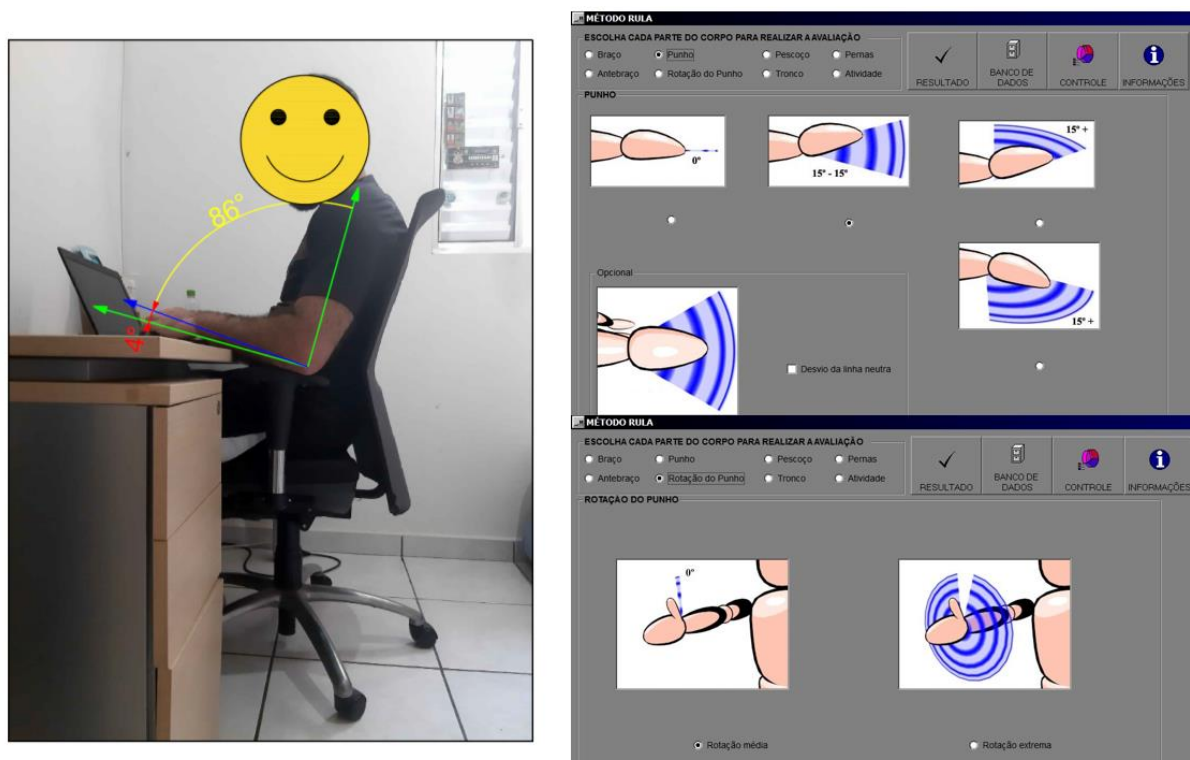 86°
4°
MÉTODO RULA
ESCOLHA CADA PARTE DO CORPO PARA REALIZAR A AVALIAÇÃO
Braço Punho Pescoço Pernas
Antebraço Rotação do Punho Tronco Atividade
RESULTADO
BANCO DE
DADOS
CONTROLE
INFORMAÇÕES
PUNHO
0°
15° - 15°
15° +
Opcional
15° +
Desvio da linha neutra
MÉTODO RULA
ESCOLHA CADA PARTE DO CORPO PARA REALIZAR A AVALIAÇÃO
Braço Punho Pescoço Pernas
Antebraço Rotação do Punho Tronco Atividade
RESULTADO
BANCO DE
DADOS
CONTROLE
INFORMAÇÕES
ROTAÇÃO DO PUNHO
0°
Rotação média Rotação extrema